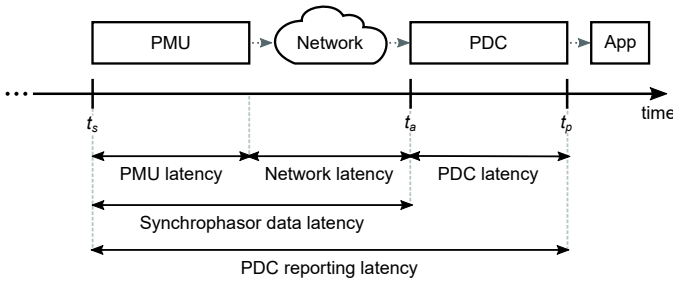 PMU
Network
PDC
App
...
time
ts
ta
tp
PMU latency
Network latency
PDC latency
Synchrophasor data latency
PDC reporting latency